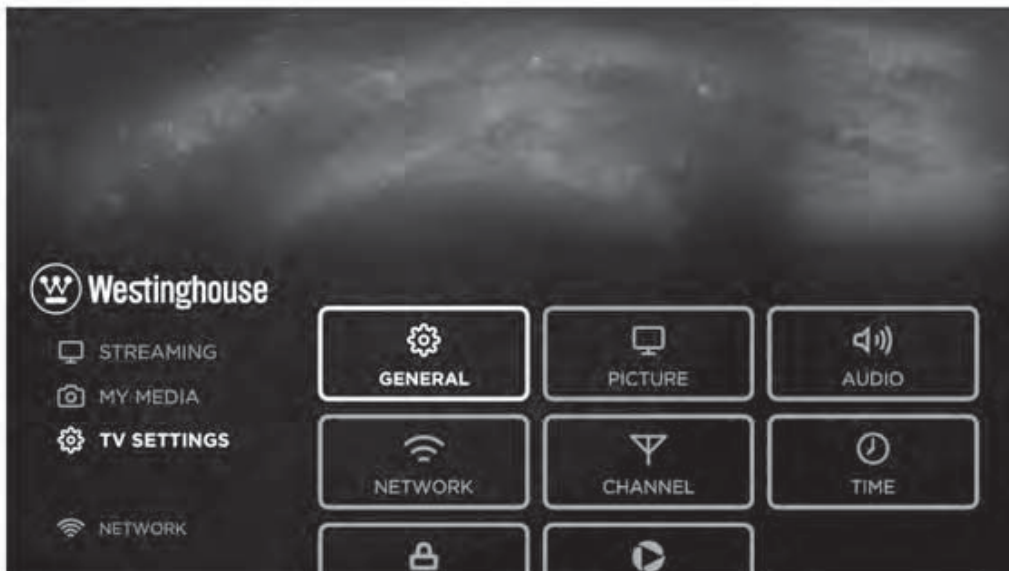 Westinghouse
STREAMING
MY MEDIA
TV SETTINGS
NETWORK
GENERAL
PICTURE
AUDIO
NETWORK
CHANNEL
TIME